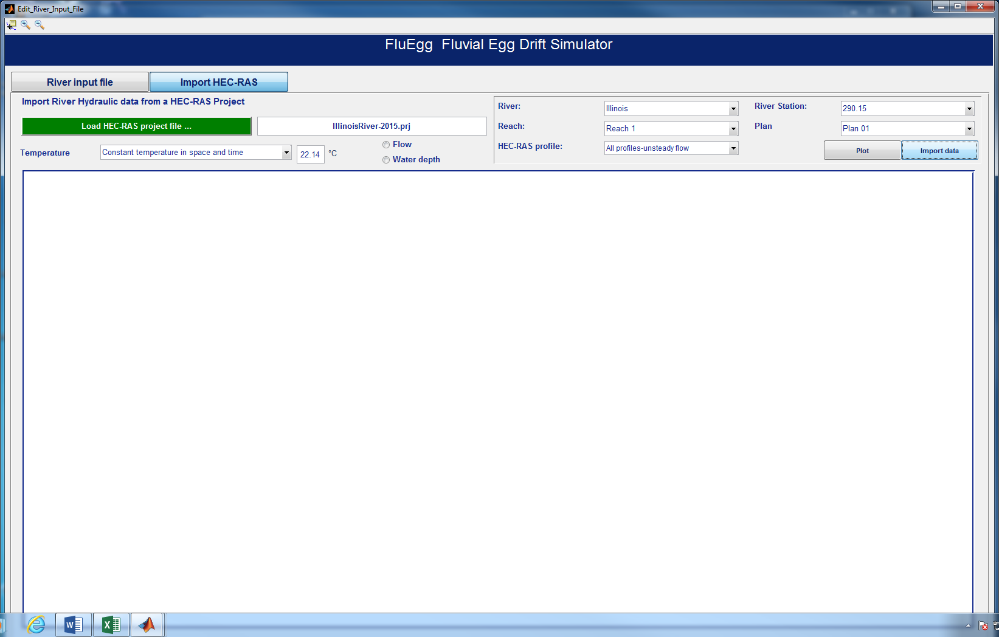 Edit_River_Input_File
FluEgg  Fluvial Egg Drift Simulator
River input file
Import HEC-RAS
Import River Hydraulic data from a HEC-RAS Project
Load HEC-RAS project file ...
IllinoisRiver-2015.prj
Temperature
Constant temperature in space and time
22.14
°C
Flow
Water depth
River:
Illinois
Reach:
Reach 1
HEC-RAS profile:
All profiles-unsteady flow
River Station:
290.15
Plan
Plan 01
Plot
Import data